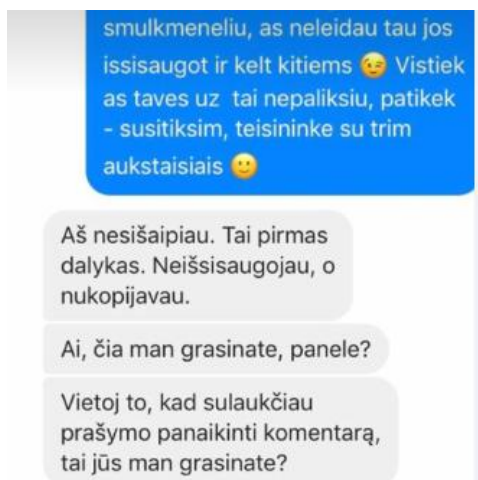 smulkmeneliu, as neleidau tau jos
issisaugot ir kelt kitiems 😉 Vistiek
as taves uz tai nepaliksiu, patikek
- susitiksim, teisininke su trim
aukstaisiais 🙂
Aš nesišaipiau. Tai pirmas
dalykas. Neišsisaugojau, o
nukopijavau.
Ai, čia man grasinate, panele?
Vietoj to, kad sulaukčiau
prašymo panaikinti komentarą,
tai jūs man grasinate?